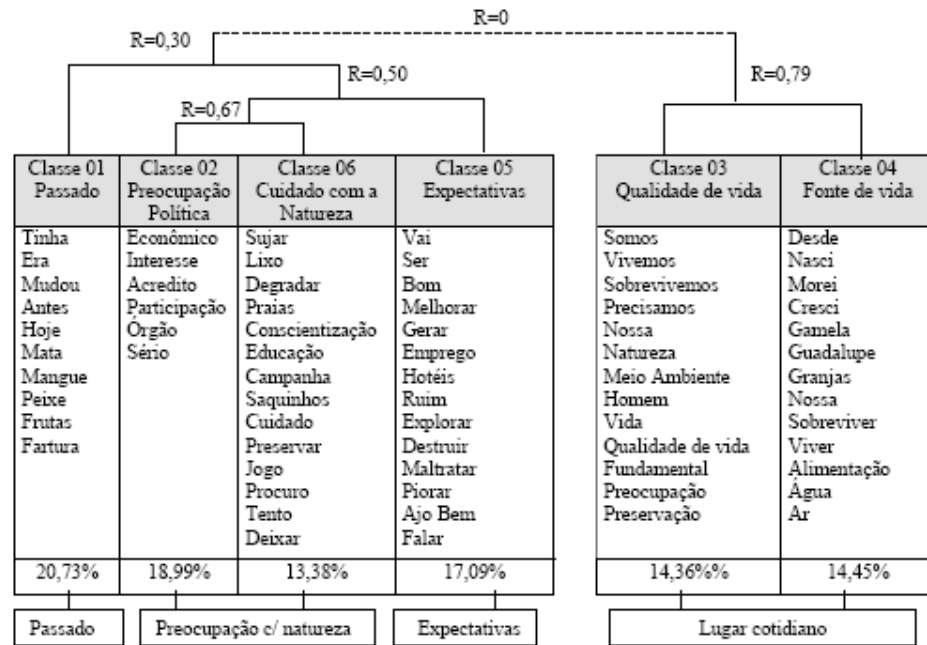 R=0
R=0,30
R=0,50
R=0,79
R=0,67
Classe 01
Passado
Classe 02
Preocupação
Política
Classe 06
Cuidado com a
Natureza
Classe 05
Expectativas
Classe 03
Qualidade de vida
Classe 04
Fonte de vida
Tinha
Era
Mudou
Antes
Hoje
Mata
Mangue
Peixe
Frutas
Fartura
Econômico
Interesse
Acredito
Participação
Órgão
Sério
Sujar
Lixo
Degradar
Praias
Conscientização
Educação
Campanha
Saquinhos
Cuidado
Preservar
Jogo
Procuro
Tento
Deixar
Vai
Ser
Bom
Melhorar
Gerar
Emprego
Hotéis
Ruim
Explorar
Destruir
Maltratar
Piorar
Ajo Bem
Falar
Somos
Vivemos
Sobrevivemos
Precisamos
Nossa
Natureza
Meio Ambiente
Homem
Vida
Qualidade de vida
Fundamental
Preocupação
Preservação
Desde
Nasci
Morei
Cresci
Gamela
Guadalupe
Granjas
Nossa
Sobreviver
Viver
Alimentação
Água
Ar
20,73%
18,99%
13,38%
17,09%
14,36%%
14,45%
Passado
Preocupação c/ natureza
Expectativas
Lugar cotidiano